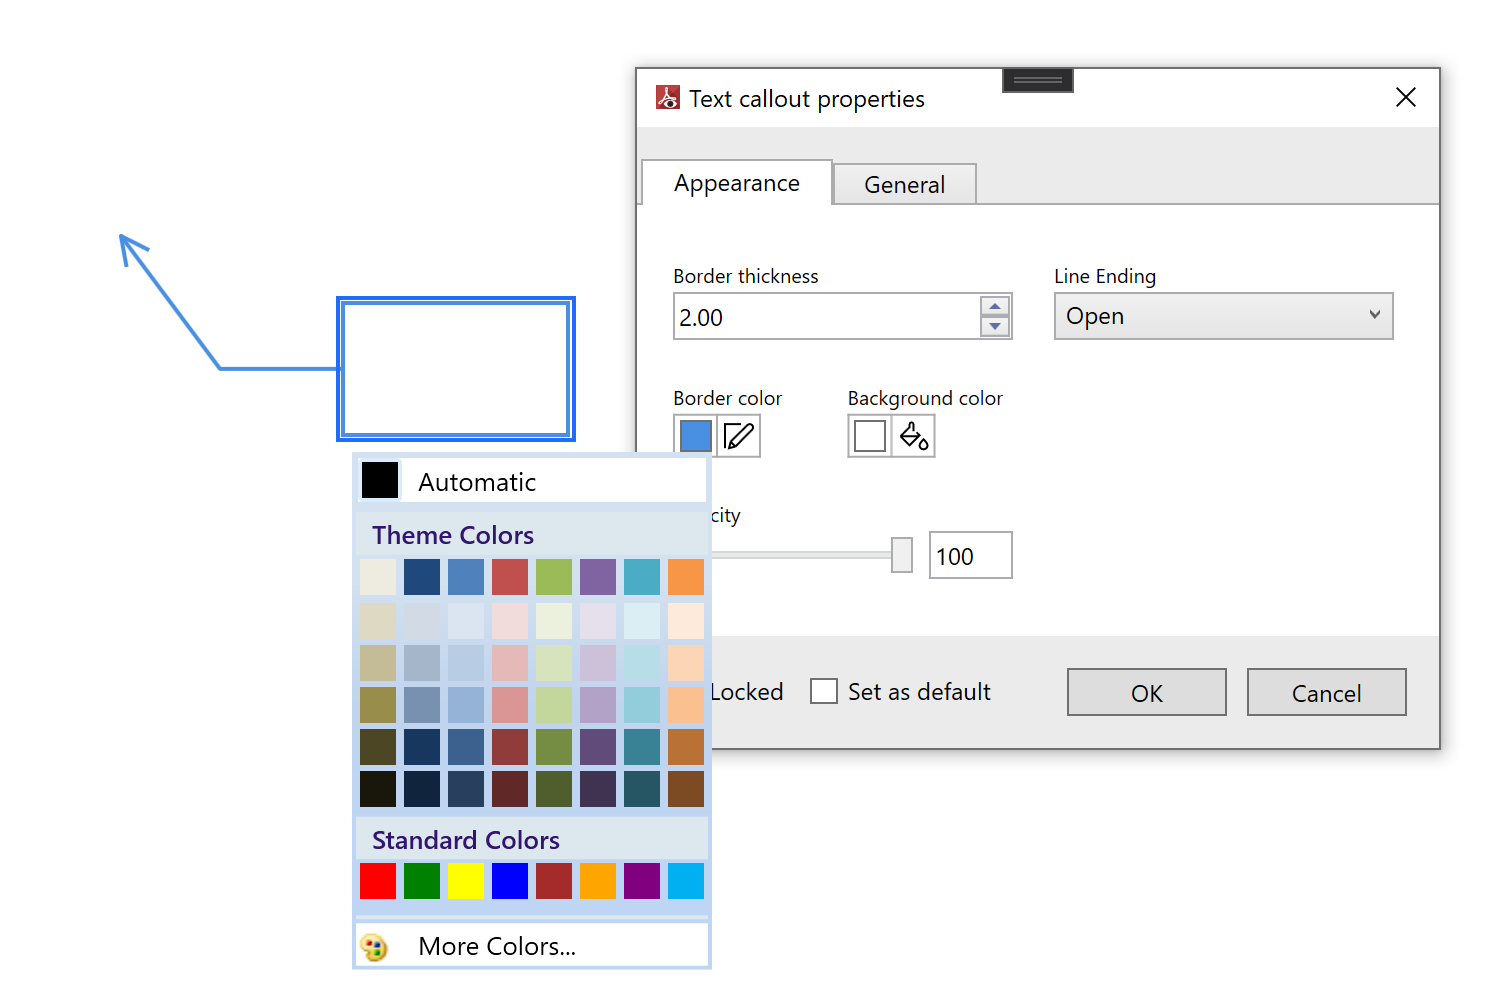 Text callout properties
Appearance
General
Border thickness
Line Ending
2.00
Open
Border color
Background color
Automatic
Theme Colors
city
100
Locked
Set as default
OK
Cancel
Standard Colors
More Colors...